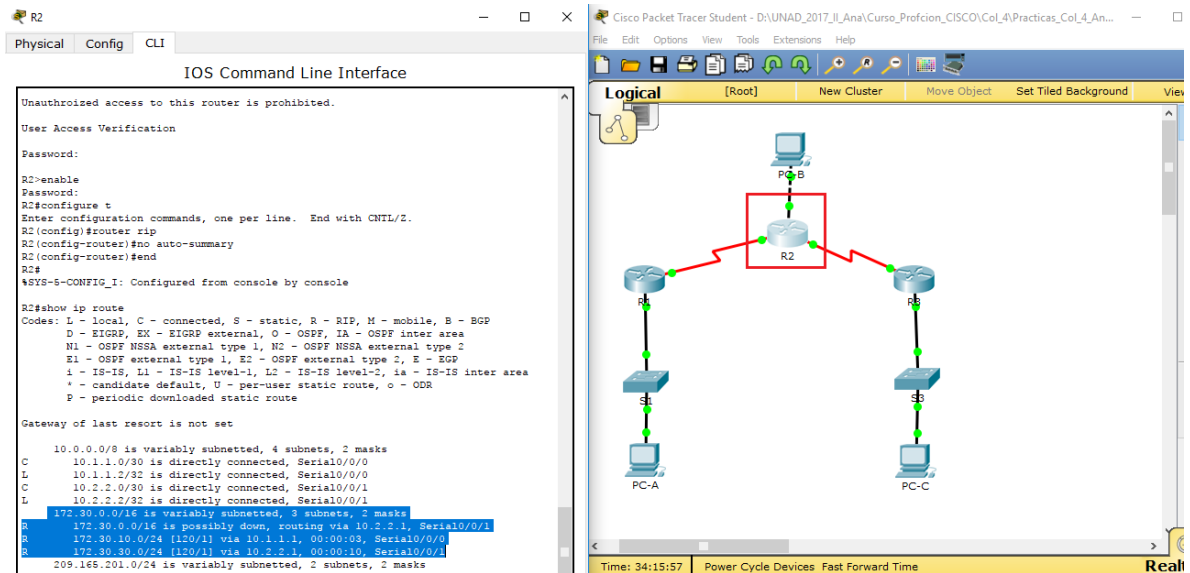 R2
Physical Config CLI
IOS Command Line Interface
Unauthroized access to this router is prohibited.
User Access Verification
Password:
R2>enable
Password:
R2#configure t
Enter configuration commands, one per line.  End with CNTL/Z.
R2(config)#router rip
R2(config-router)#no auto-summary
R2(config-router)#end
R2#
%SYS-5-CONFIG_I: Configured from console by console
R2#show ip route
Codes: L - local, C - connected, S - static, R - RIP, M - mobile, B - BGP
D - EIGRP, EX - EIGRP external, O - OSPF, IA - OSPF inter area
N1 - OSPF NSSA external type 1, N2 - OSPF NSSA external type 2
E1 - OSPF external type 1, E2 - OSPF external type 2, E - EGP
i - IS-IS, L1 - IS-IS level-1, L2 - IS-IS level-2, ia - IS-IS inter area
* - candidate default, U - per-user static route, o - ODR
P - periodic downloaded static route
Gateway of last resort is not set
10.0.0.0/8 is variably subnetted, 4 subnets, 2 masks
C 10.1.1.0/30 is directly connected, Serial0/0/0
L 10.1.1.2/32 is directly connected, Serial0/0/0
C 10.2.2.0/30 is directly connected, Serial0/0/1
L 10.2.2.2/32 is directly connected, Serial0/0/1
172.30.0.0/16 is variably subnetted, 3 subnets, 2 masks
R 172.30.0.0/16 is possibly down, routing via 10.2.2.1, Serial0/0/1
R 172.30.10.0/24 [120/1] via 10.1.1.1, 00:00:03, Serial0/0/0
R 172.30.30.0/24 [120/1] via 10.2.2.1, 00:00:10, Serial0/0/1
209.165.201.0/24 is variably subnetted, 2 subnets, 2 masks
Cisco Packet Tracer Student - D:\UNAD_2017_II_Ana\Curso_Profcion_CISCO\Col_4\Practicas_Col_4_An...
File Edit Options View Tools Extensions Help
Logical [Root] New Cluster Move Object Set Tiled Background View
PC-B
R2
R1
R3
S1
S3
PC-A
PC-C
Time: 34:15:57 Power Cycle Devices Fast Forward Time Realt